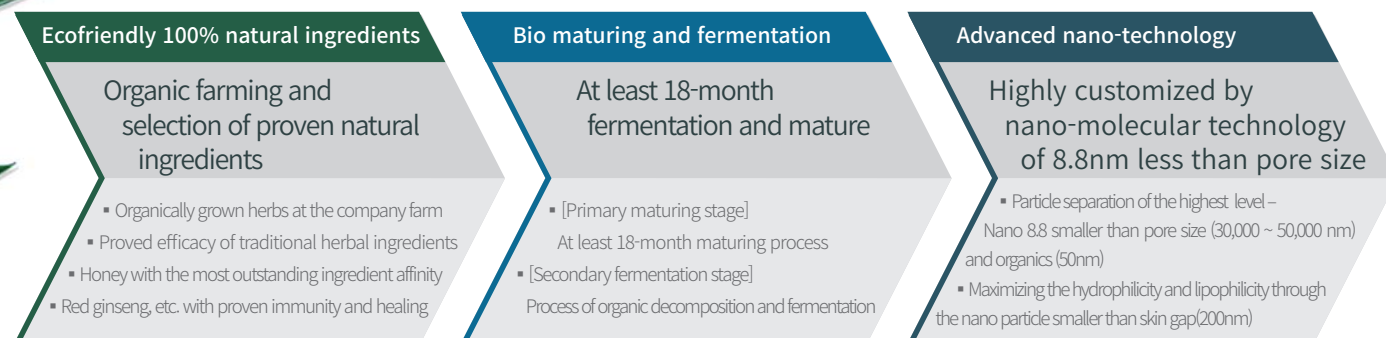 Ecofriendly 100% natural ingredients
Organic farming and
selection of proven natural
ingredients
▪ Organically grown herbs at the company farm
▪ Proved efficacy of traditional herbal ingredients
▪ Honey with the most outstanding ingredient affinity
▪ Red ginseng, etc. with proven immunity and healing
Bio maturing and fermentation
At least 18-month
fermentation and mature
▪ [Primary maturing stage]
At least 18-month maturing process
▪ [Secondary fermentation stage]
Process of organic decomposition and fermentation
Advanced nano-technology
Highly customized by
nano-molecular technology
of 8.8nm less than pore size
▪ Particle separation of the highest level –
Nano 8.8 smaller than pore size (30,000 ~ 50,000 nm)
and organics (50nm)
▪ Maximizing the hydrophilicity and lipophilicity through
the nano particle smaller than skin gap(200nm)